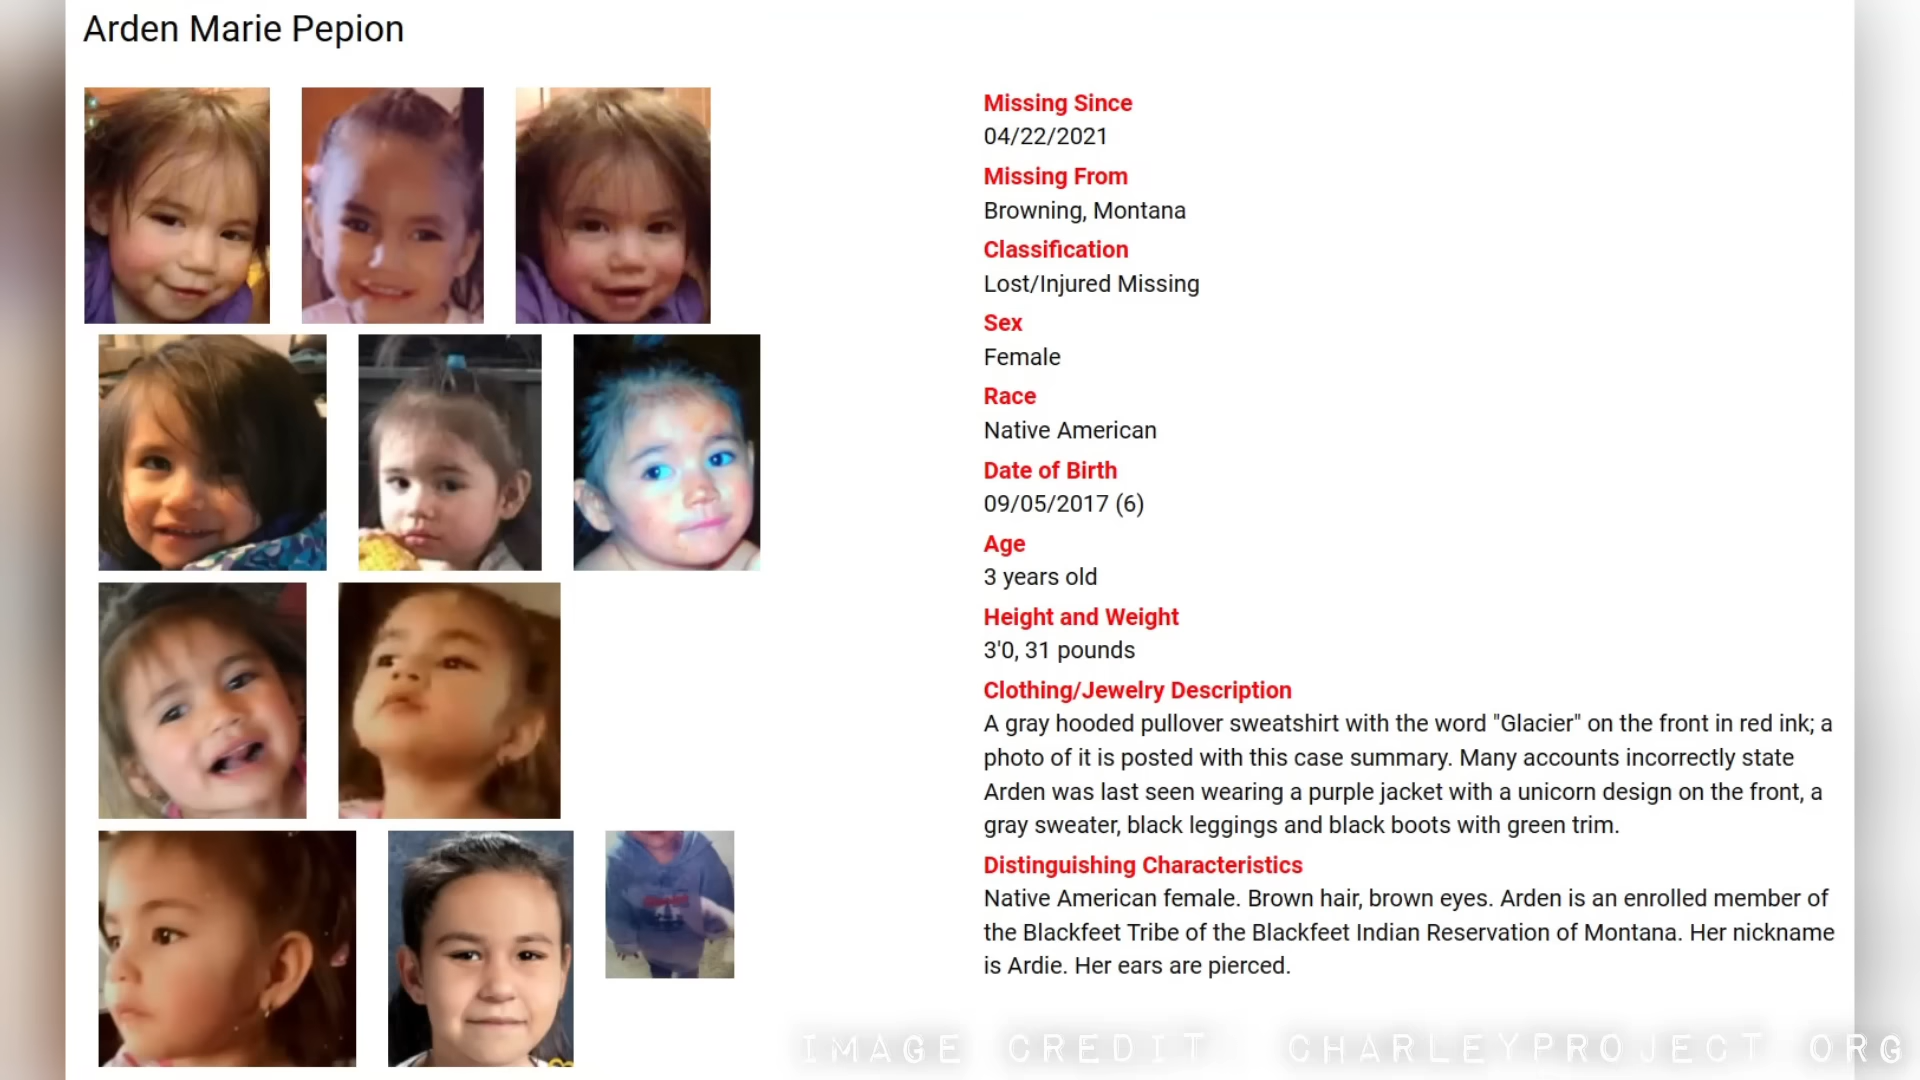 Arden Marie Pepion
Missing Since
04/22/2021
Missing From
Browning, Montana
Classification
Lost/Injured Missing
Sex
Female
Race
Native American
Date of Birth
09/05/2017 (6)
Age
3 years old
Height and Weight
3'0, 31 pounds
Clothing/Jewelry Description
A gray hooded pullover sweatshirt with the word "Glacier" on the front in red ink; a
photo of it is posted with this case summary. Many accounts incorrectly state
Arden was last seen wearing a purple jacket with a unicorn design on the front, a
gray sweater, black leggings and black boots with green trim.
Distinguishing Characteristics
Native American female. Brown hair, brown eyes. Arden is an enrolled member of
the Blackfeet Tribe of the Blackfeet Indian Reservation of Montana. Her nickname
is Ardie. Her ears are pierced.
IMAGE CREDIT CHARLEYPROJECT ORG